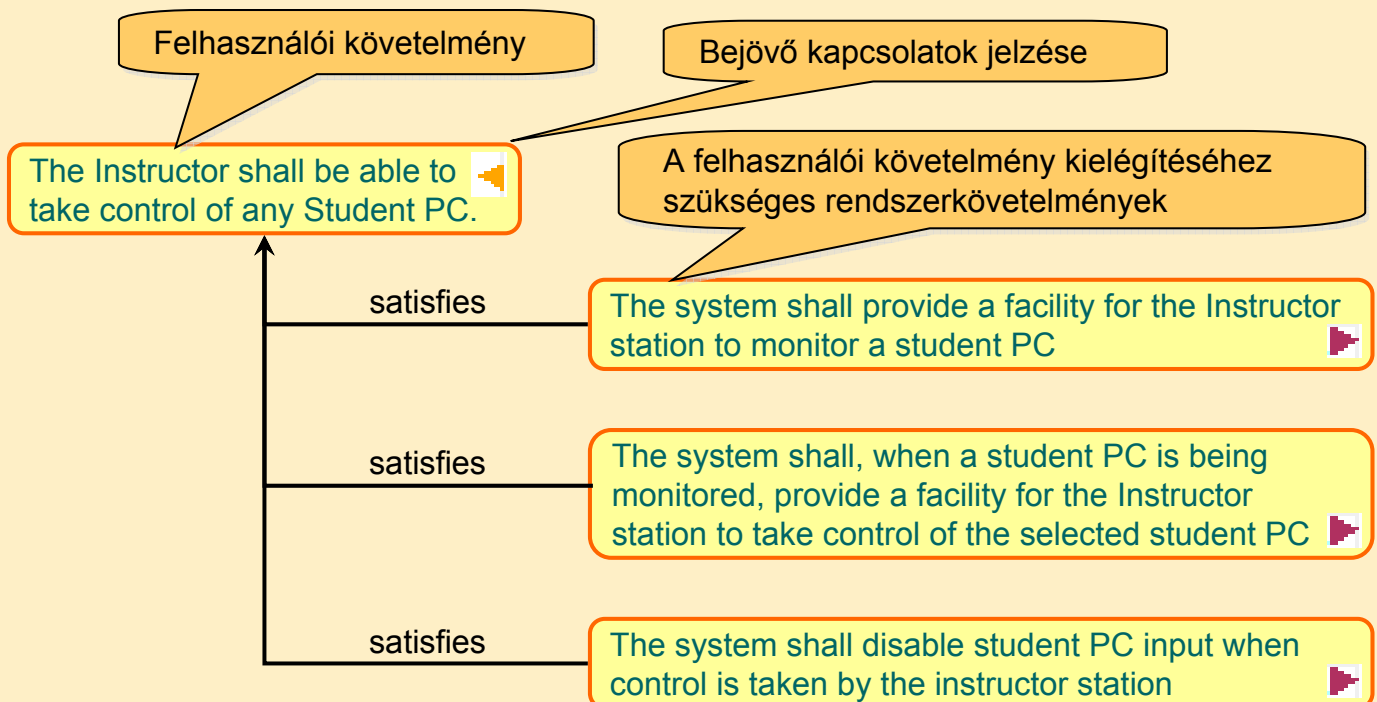 Felhasználói követelmény
Bejövő kapcsolatok jelzése
The Instructor shall be able to
take control of any Student PC.
A felhasználói követelmény kielégítéséhez
szükséges rendszerkövetelmények
satisfies
The system shall provide a facility for the Instructor
station to monitor a student PC
satisfies
The system shall, when a student PC is being
monitored, provide a facility for the Instructor
station to take control of the selected student PC
satisfies
The system shall disable student PC input when
control is taken by the instructor station